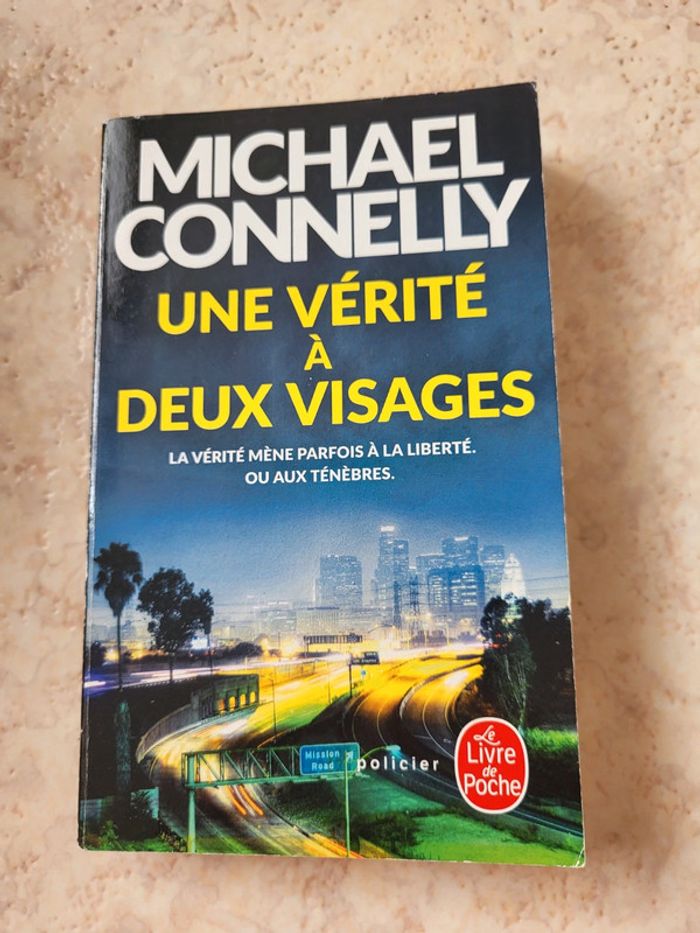 MICHAEL
CONNELLY
UNE VÉRITÉ
À
DEUX VISAGES
LA VÉRITÉ MÈNE PARFOIS À LA LIBERTÉ.
OU AUX TÉNÈBRES.
Mission
Road
policier
Le
Livre
de
Poche